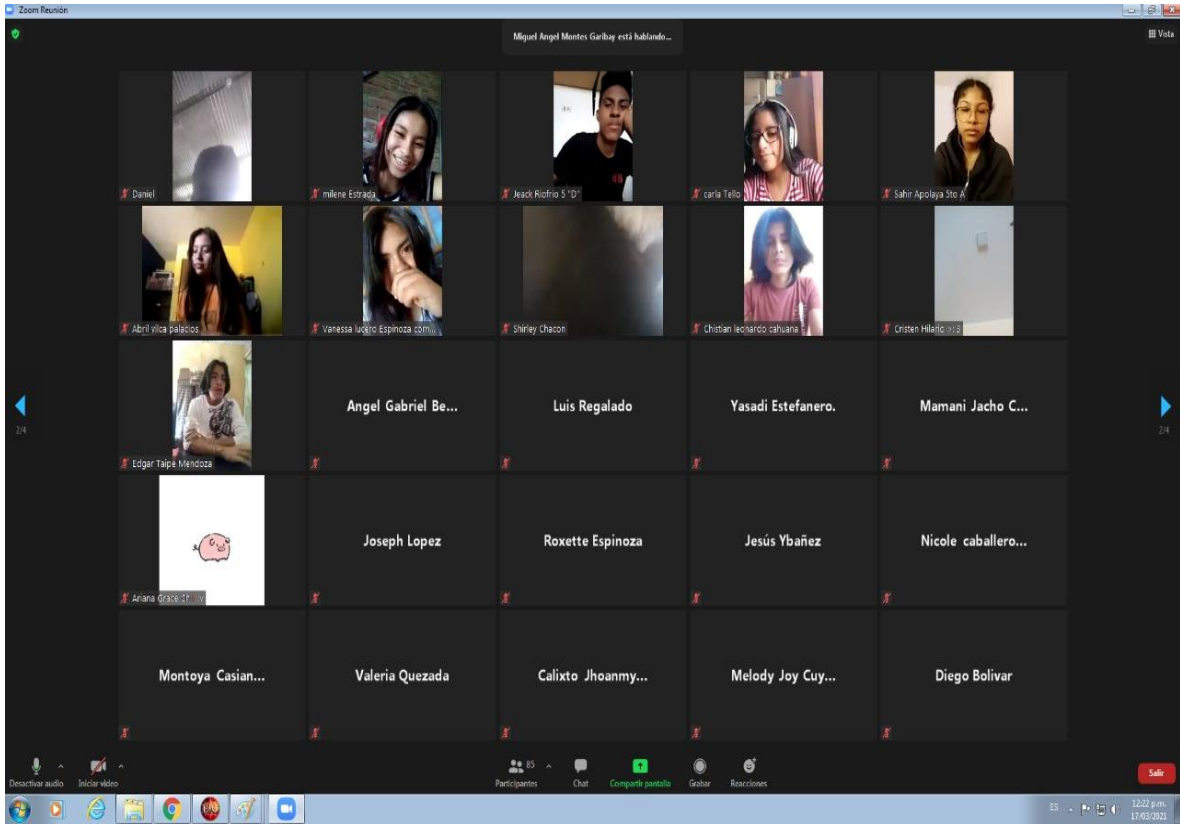 Zoom Reunión
Miguel Angel Montes Garibay está hablando...
Vista
Daniel
milene Estrada
Jeack Riofrio 5 "D"
carla Tello
Sahir Apolaya 5to A
Abril vilca palacios
Vanessa lucero Espinoza com...
Shirley Chacon
Chistian leonardo cahuana
Cristen Hilario
2/4
2/4
Edgar Taipe Mendoza
Angel Gabriel Be...
Luis Regalado
Yasadi Estefanero.
Mamani Jacho C...
Ariana Grace
Joseph Lopez
Roxette Espinoza
Jesús Ybañez
Nicole caballero...
Montoya Casian...
Valeria Quezada
Calixto Jhoanmy...
Melody Joy Cuy...
Diego Bolivar
Desactivar audio
Iniciar video
85
Participantes
Chat
Compartir pantalla
Grabar
Reacciones
Salir
ES
12:22 p.m.
17/03/2021